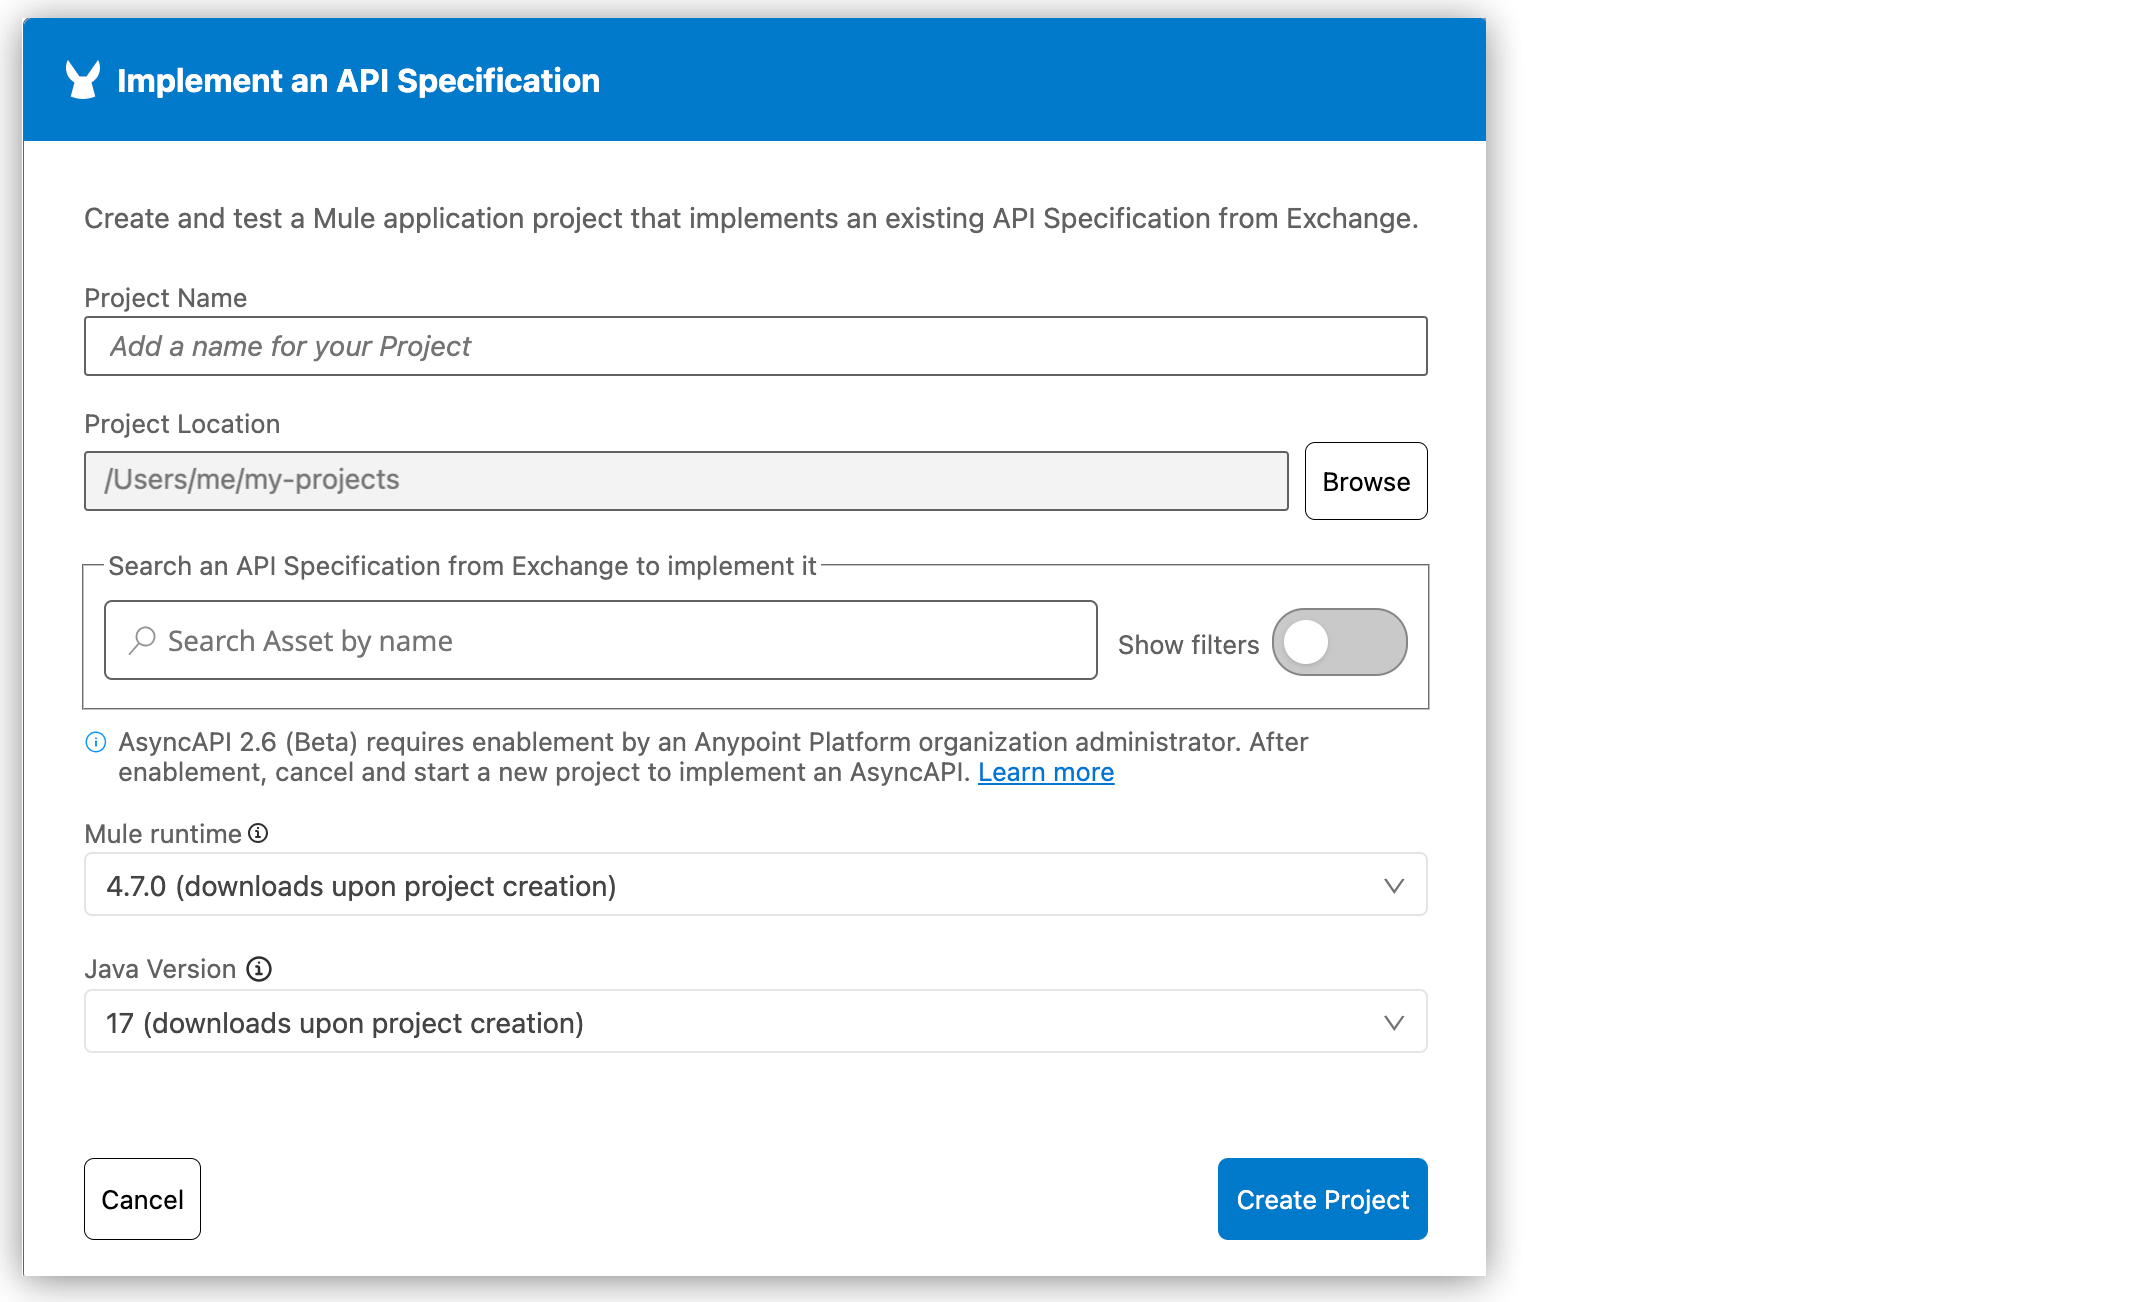 Implement an API Specification
Create and test a Mule application project that implements an existing API Specification from Exchange.
Project Name
Add a name for your Project
Project Location
/Users/me/my-projects
Browse
Search an API Specification from Exchange to implement it
Search Asset by name
Show filters
AsyncAPI 2.6 (Beta) requires enablement by an Anypoint Platform organization administrator. After
enablement, cancel and start a new project to implement an AsyncAPI. Learn more
Mule runtime
4.7.0 (downloads upon project creation)
Java Version
17 (downloads upon project creation)
Cancel
Create Project